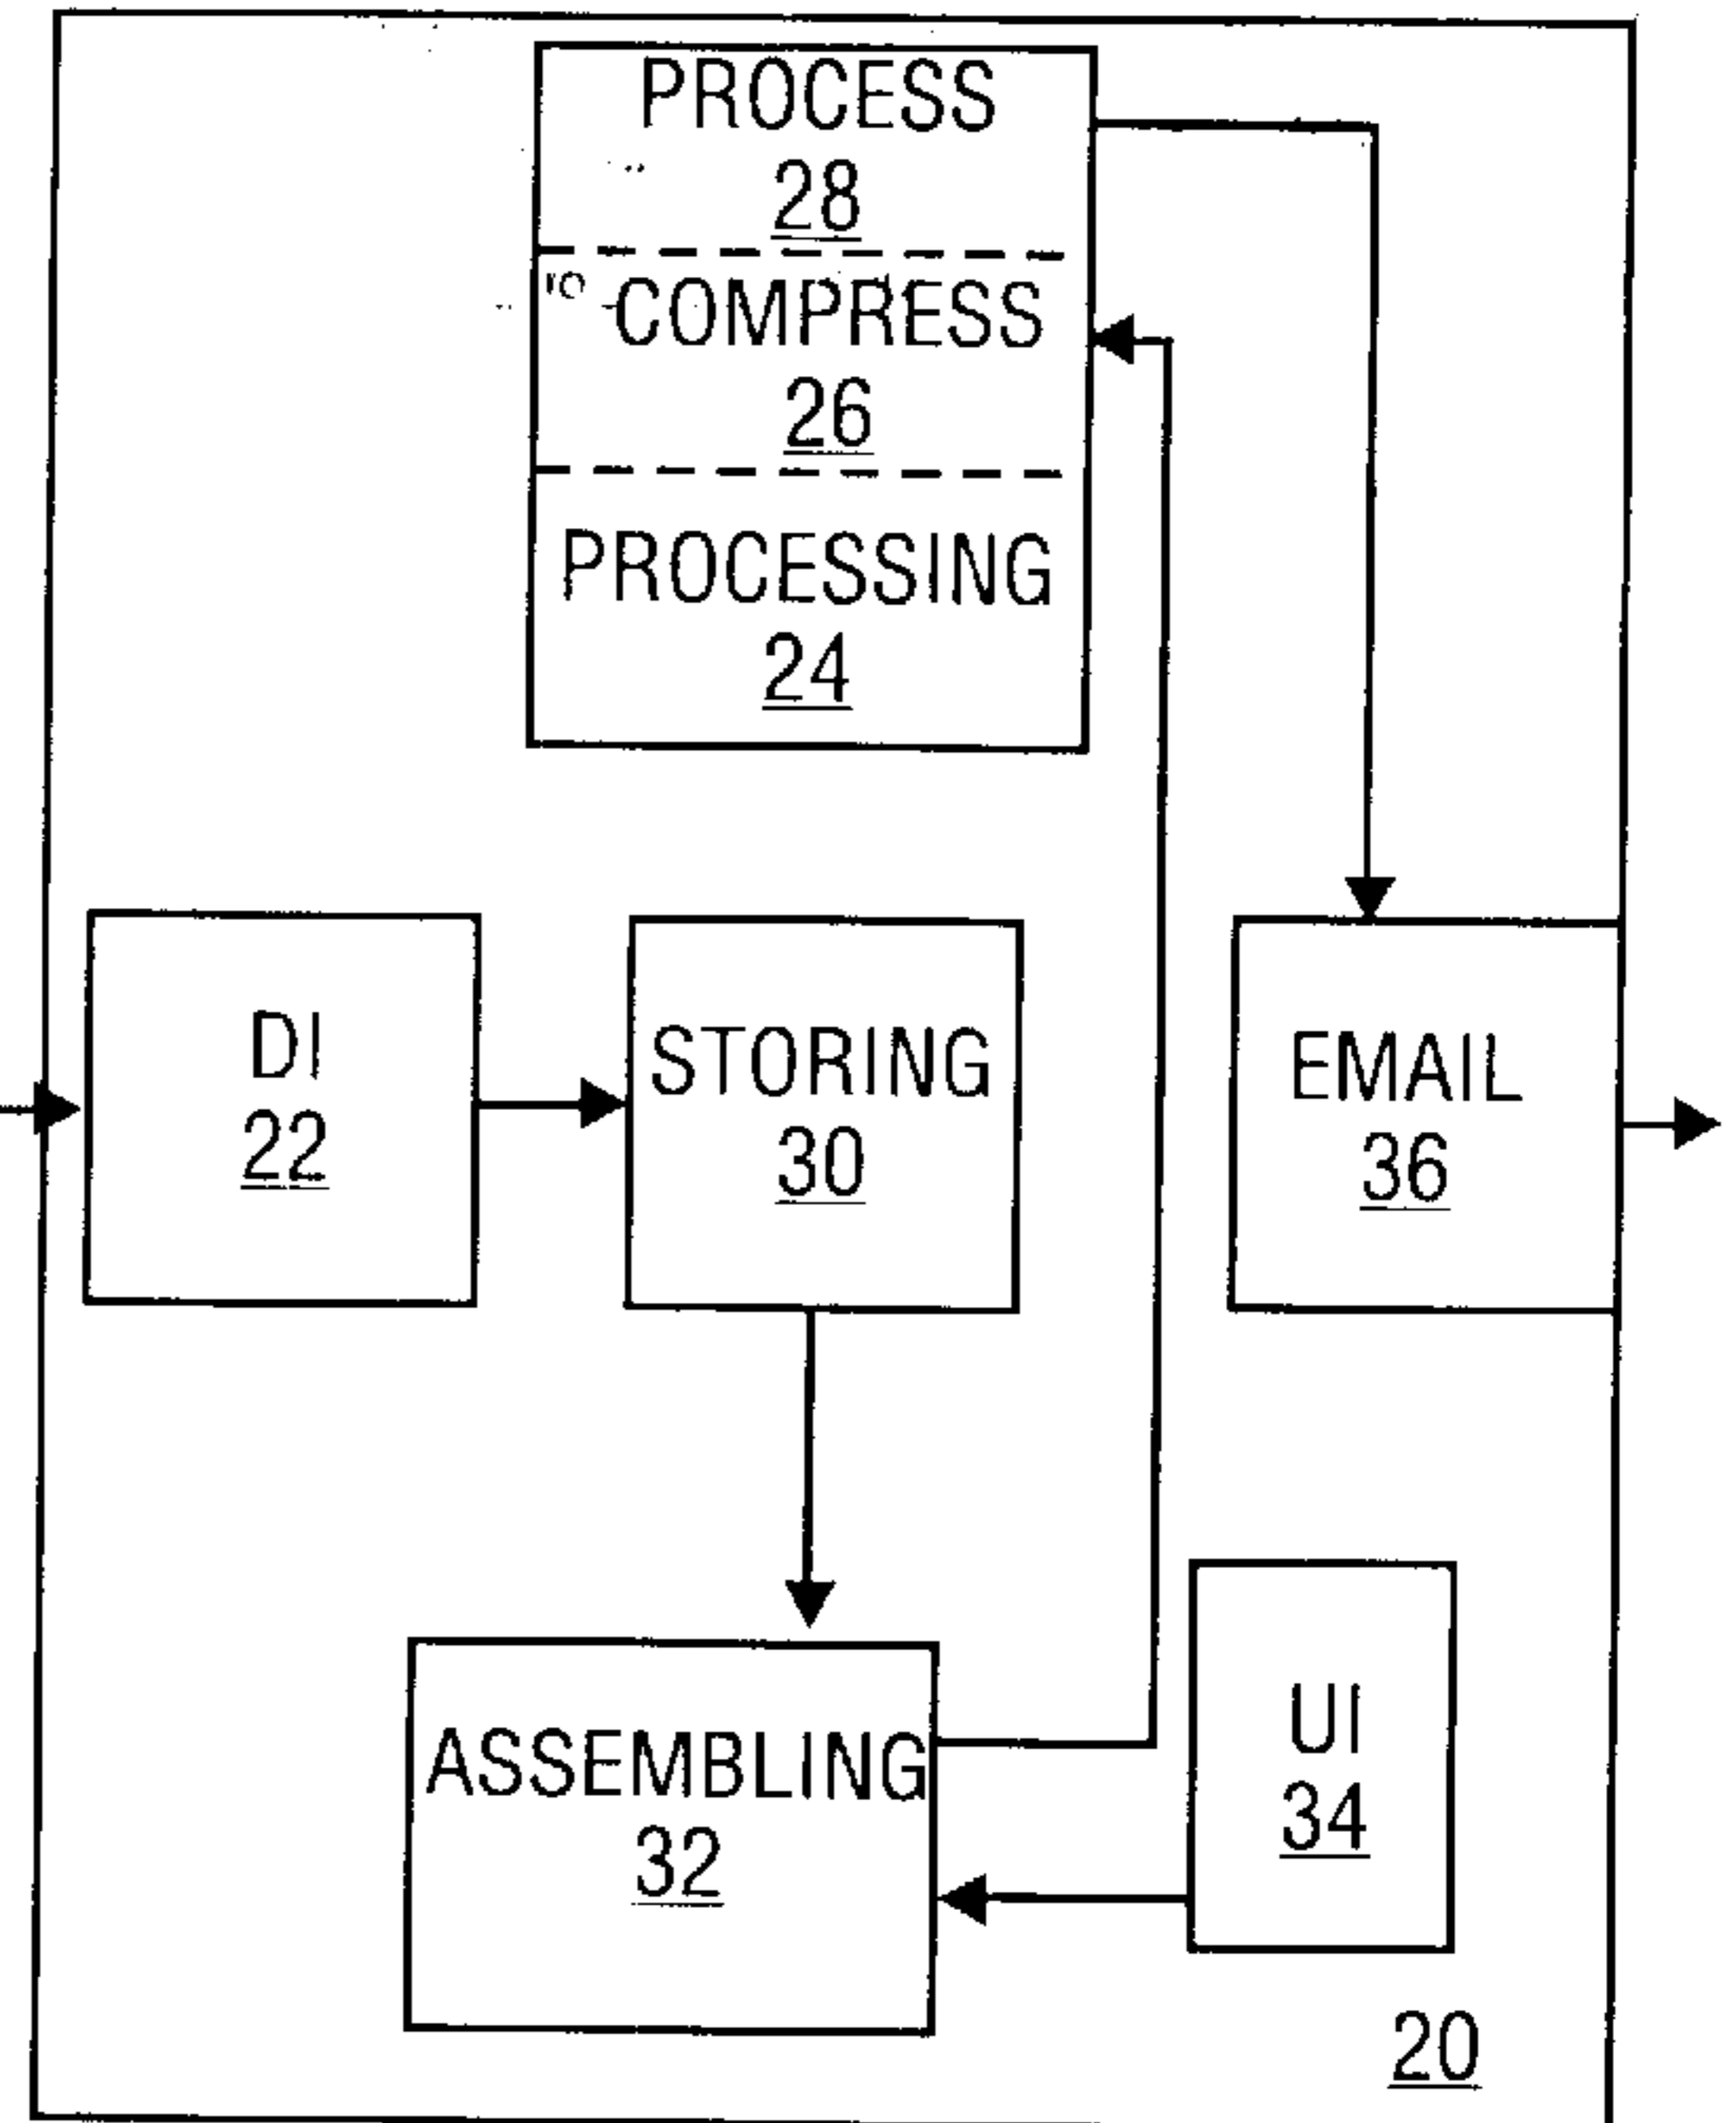 PROCESS
28
COMPRESS
26
PROCESSING
24
DI
22
STORING
30
EMAIL
36
ASSEMBLING
32
UI
34
20